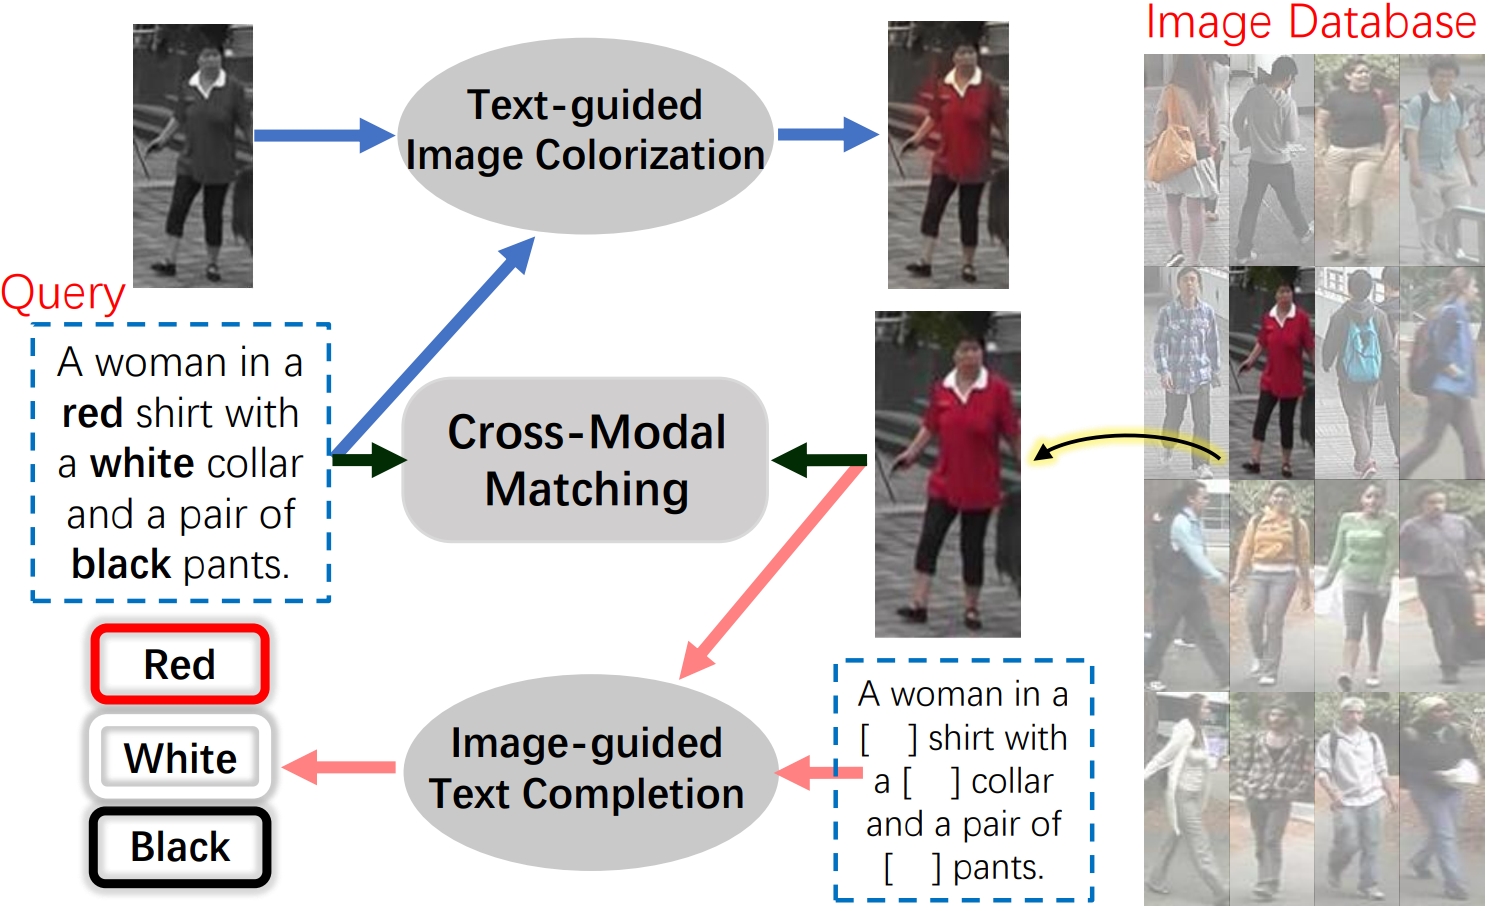 Image Database
Text-guided
Image Colorization
Query
A woman in a
red shirt with
a white collar
and a pair of
black pants.
Cross-Modal
Matching
Red
White
Black
Image-guided
Text Completion
A woman in a
[ ] shirt with
a [ ] collar
and a pair of
[ ] pants.